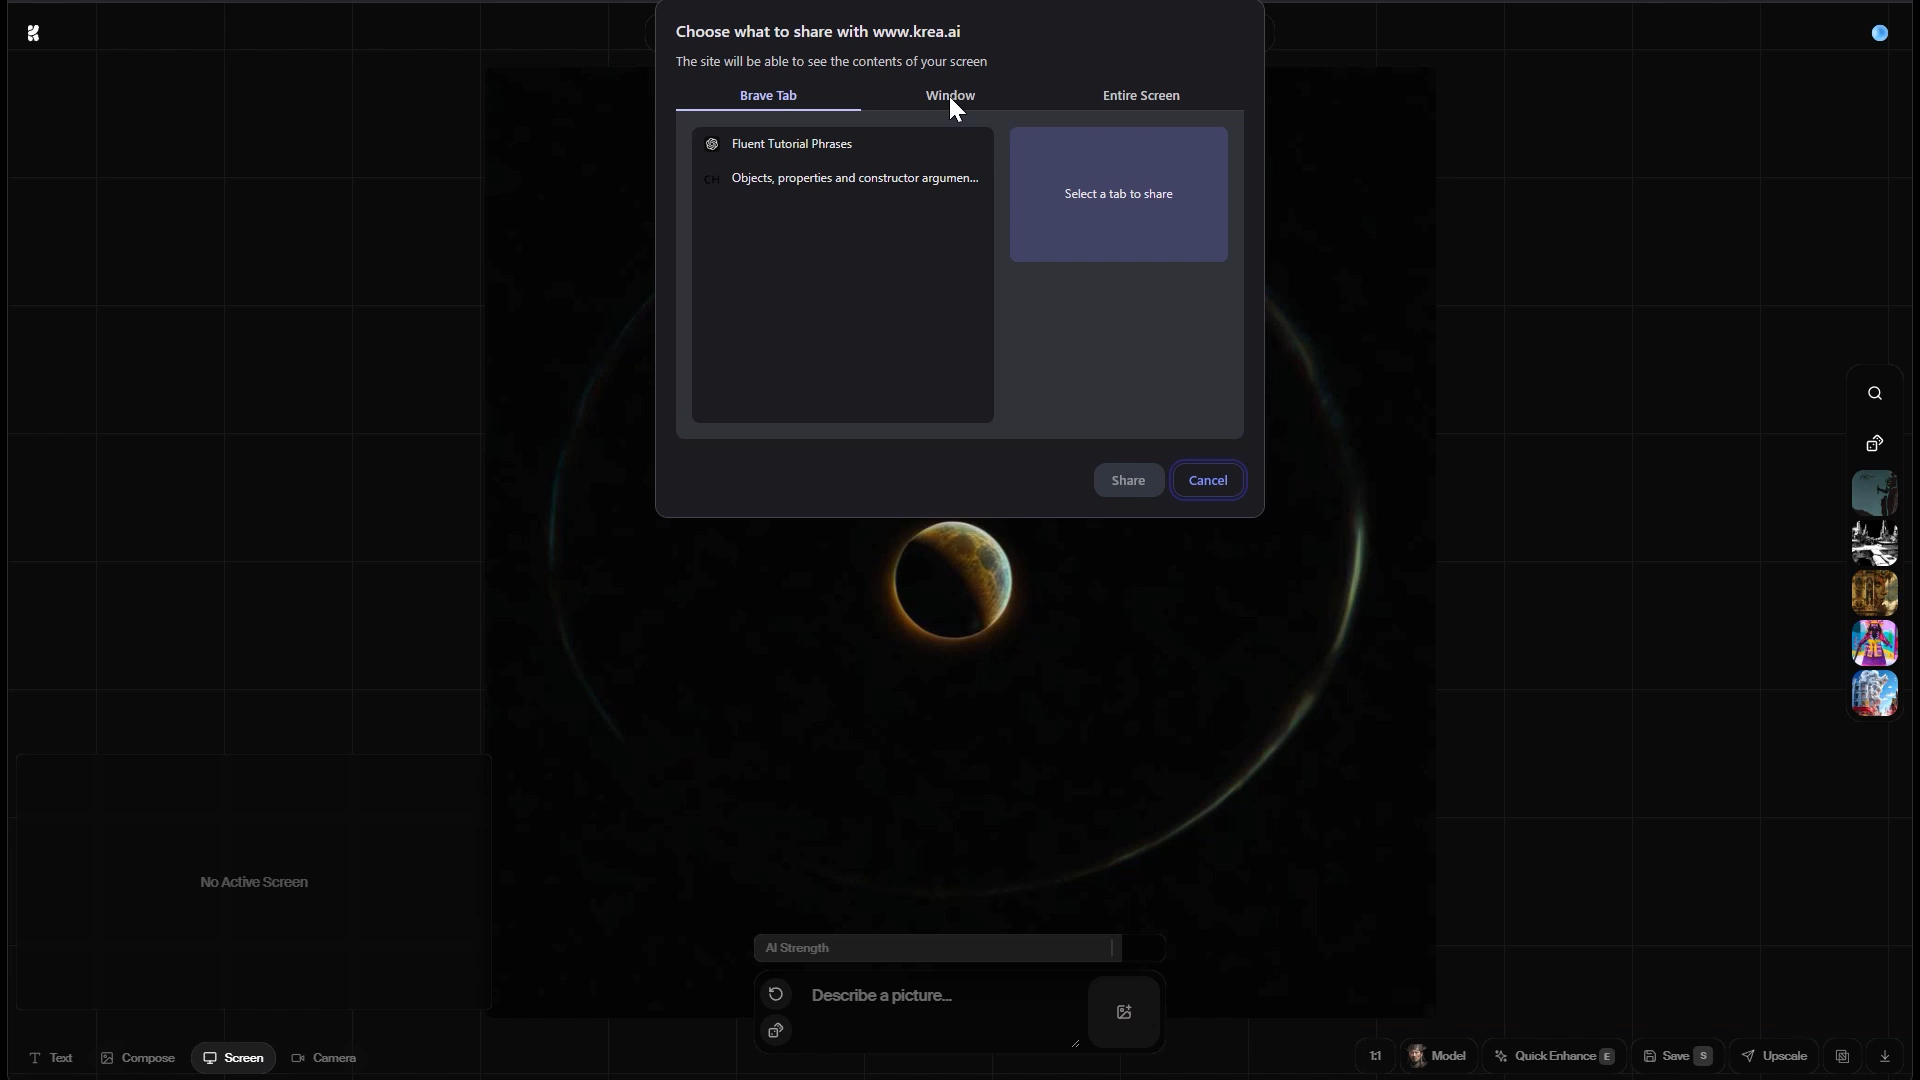 Choose what to share with www.krea.ai
The site will be able to see the contents of your screen
Brave Tab
Window
Entire Screen
Fluent Tutorial Phrases
CH
Objects, properties and constructor argumen...
Select a tab to share
Share
Cancel
No Active Screen
AI Strength
Describe a picture...
Text
Compose
Screen
Camera
1:1
Model
Quick Enhance E
Save S
Upscale